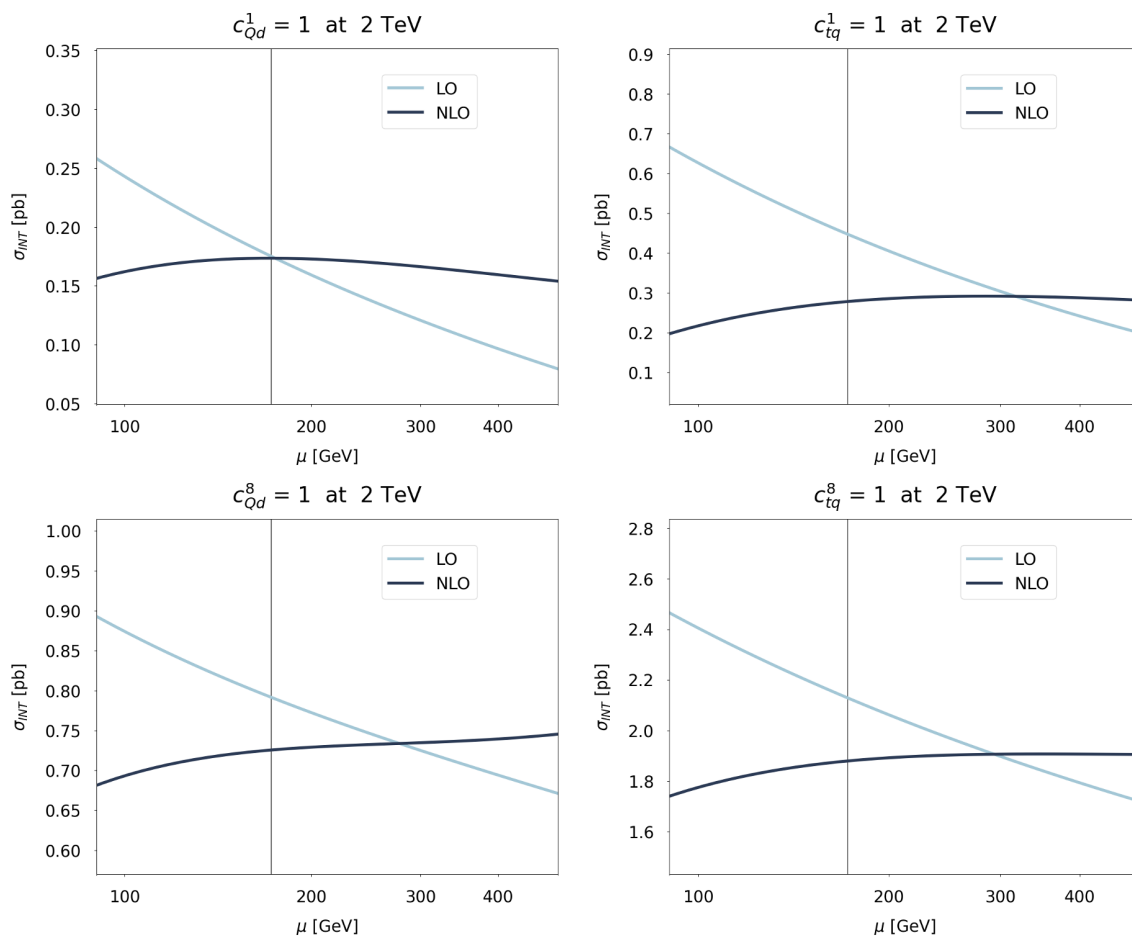 c¹_Qd = 1 at 2 TeV
0.35
0.30
0.25
0.20
0.15
0.10
0.05
σ_INT [pb]
LO
NLO
100 200 300 400
μ [GeV]
c¹_tq = 1 at 2 TeV
0.9
0.8
0.7
0.6
0.5
0.4
0.3
0.2
0.1
σ_INT [pb]
LO
NLO
100 200 300 400
μ [GeV]
c⁸_Qd = 1 at 2 TeV
1.00
0.95
0.90
0.85
0.80
0.75
0.70
0.65
0.60
σ_INT [pb]
LO
NLO
100 200 300 400
μ [GeV]
c⁸_tq = 1 at 2 TeV
2.8
2.6
2.4
2.2
2.0
1.8
1.6
σ_INT [pb]
LO
NLO
100 200 300 400
μ [GeV]